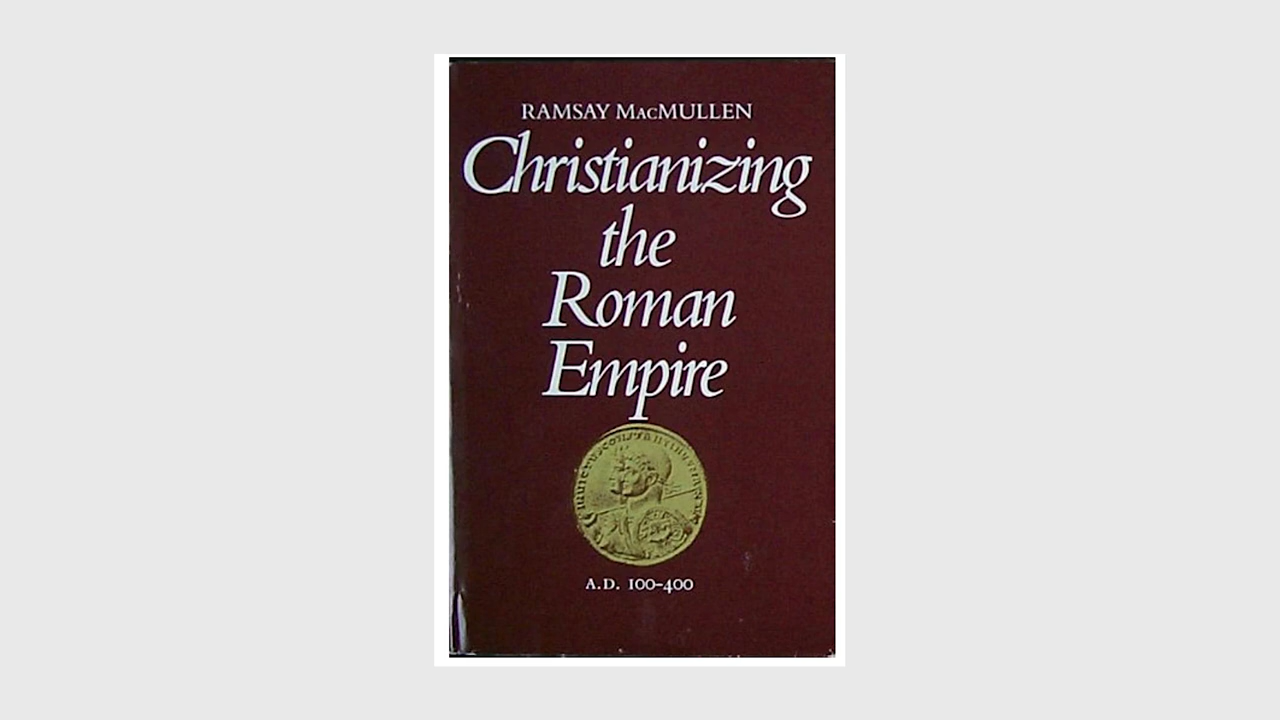 RAMSAY MACMULLEN
Christianizing
the
Roman
Empire
A.D. 100–400